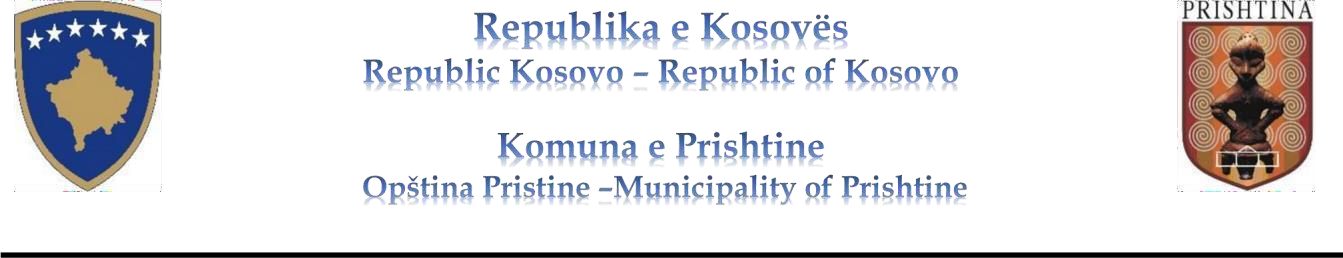 Republika e Kosovës
Republic Kosovo – Republic of Kosovo
PRISHTINA
Komuna e Prishtine
Opština Pristine –Municipality of Prishtine